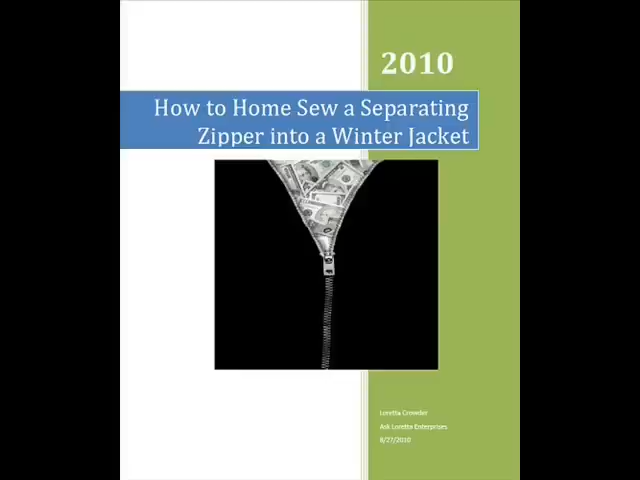 2010
How to Home Sew a Separating
Zipper into a Winter Jacket
Loretta Crowder
Ask Loretta Enterprises
8/27/2010